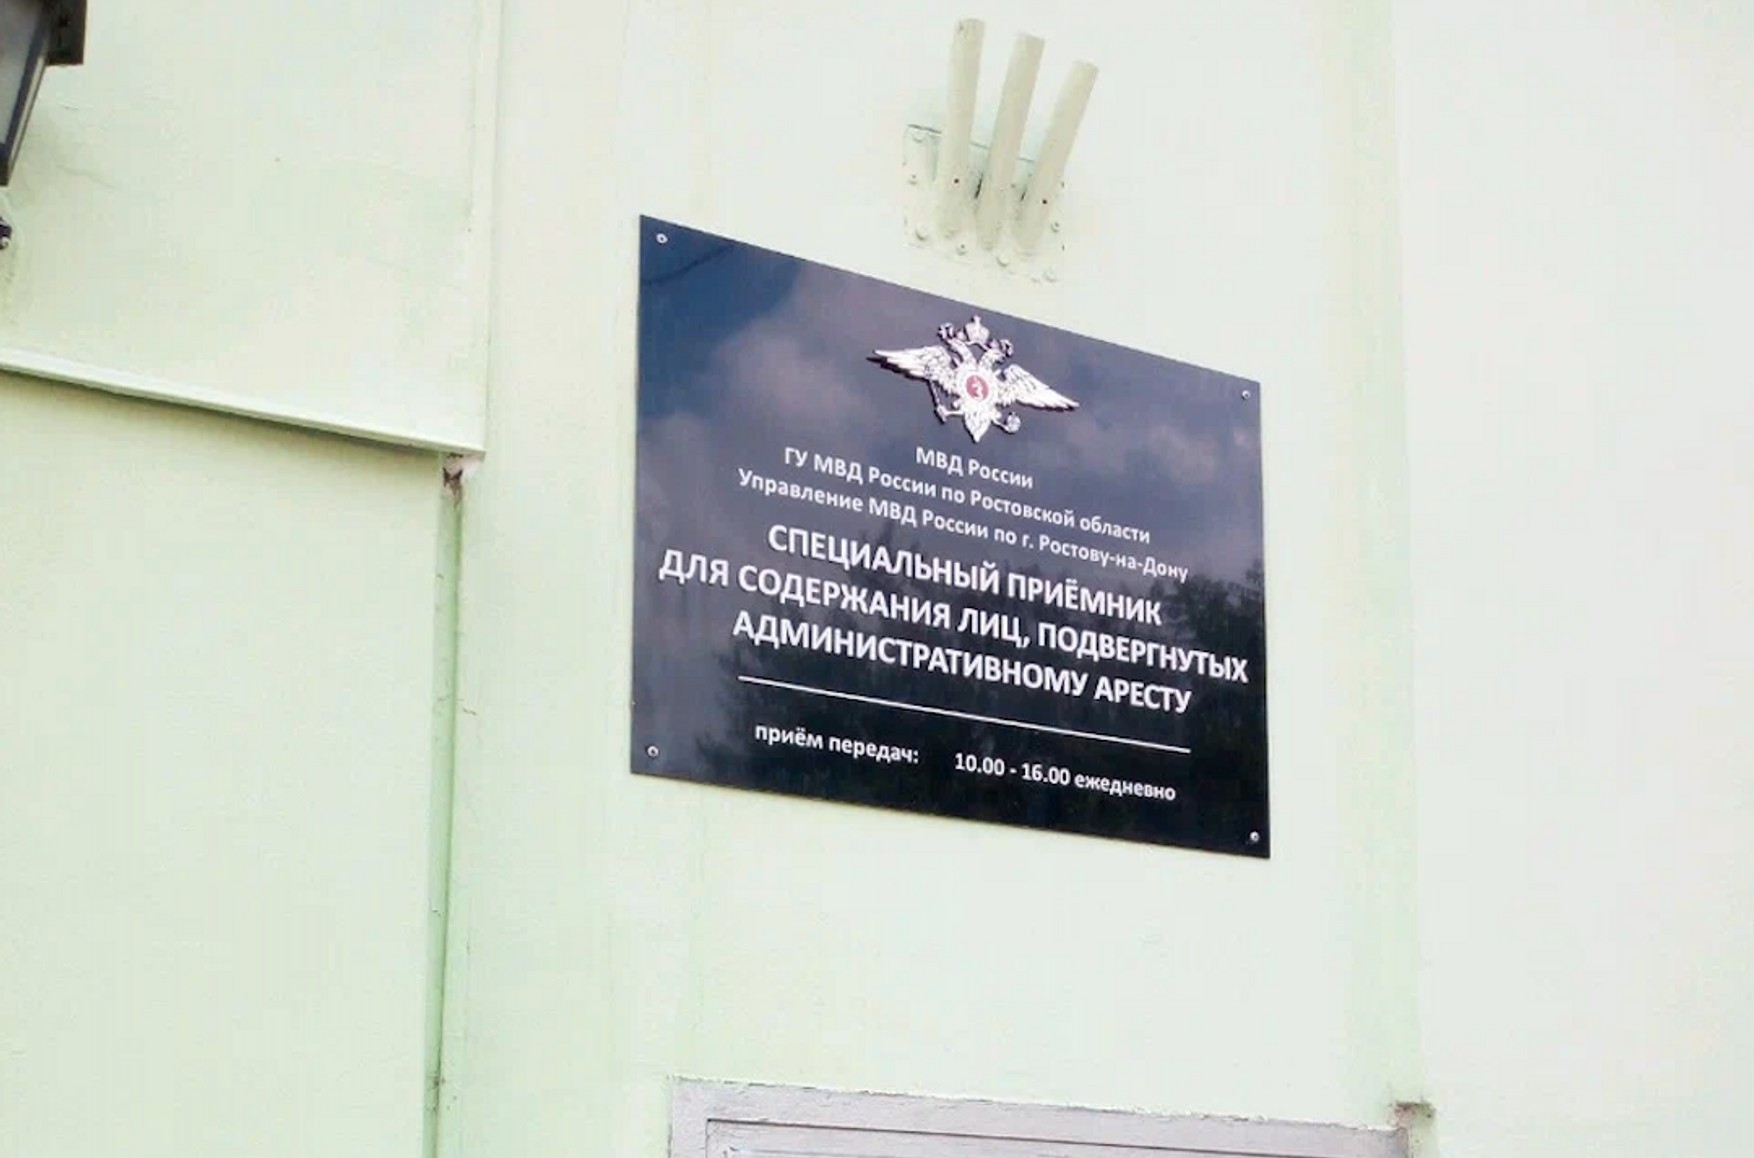 МВД России
ГУ МВД России по Ростовской области
Управление МВД России по г. Ростову-на-Дону
СПЕЦИАЛЬНЫЙ ПРИЁМНИК
ДЛЯ СОДЕРЖАНИЯ ЛИЦ, ПОДВЕРГНУТЫХ
АДМИНИСТРАТИВНОМУ АРЕСТУ
приём передач: 10.00 - 16.00 ежедневно